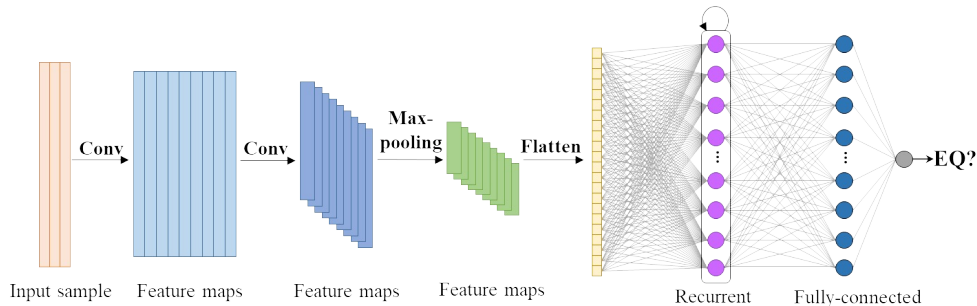 Conv
Conv
Max-
pooling
Flatten
EQ?
Input sample
Feature maps
Feature maps
Feature maps
Recurrent
Fully-connected